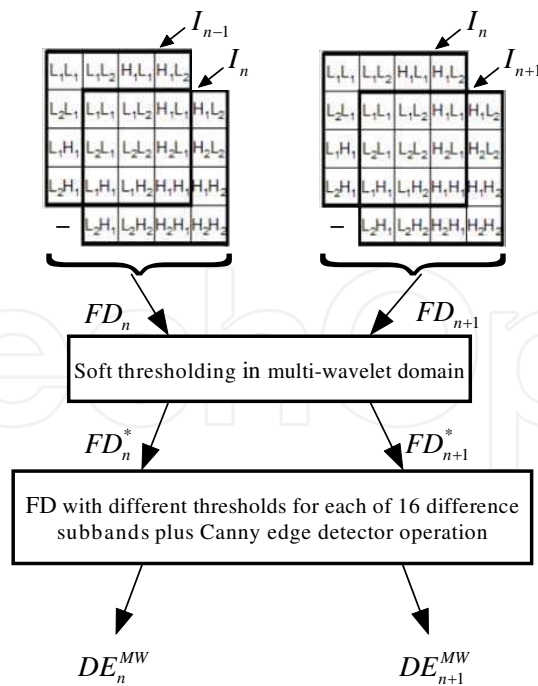 I_{n-1} I_n
I_n I_{n+1}
L₁L₁ L₁L₂ H₁L₁ H₁L₂ L₁L₁ L₁L₂ H₁L₁ H₁L₂
L₂L₁ L₁L₁ L₁L₂ H₁L₁ H₁L₂ L₂L₁ L₁L₁ L₁L₂ H₁L₁ H₁L₂
L₁H₁ L₂L₁ L₂L₂ H₂L₁ H₂L₂ L₁H₁ L₂L₁ L₂L₂ H₂L₁ H₂L₂
L₂H₁ L₁H₁ L₁H₂ H₁H₁ H₁H₂ L₂H₁ L₁H₁ L₁H₂ H₁H₁ H₁H₂
– L₂H₁ L₂H₂ H₂H₁ H₂H₂ – L₂H₁ L₂H₂ H₂H₁ H₂H₂
FD_n FD_{n+1}
Soft thresholding in multi-wavelet domain
FD_n^* FD_{n+1}^*
FD with different thresholds for each of 16 difference
subbands plus Canny edge detector operation
DE_n^{MW} DE_{n+1}^{MW}